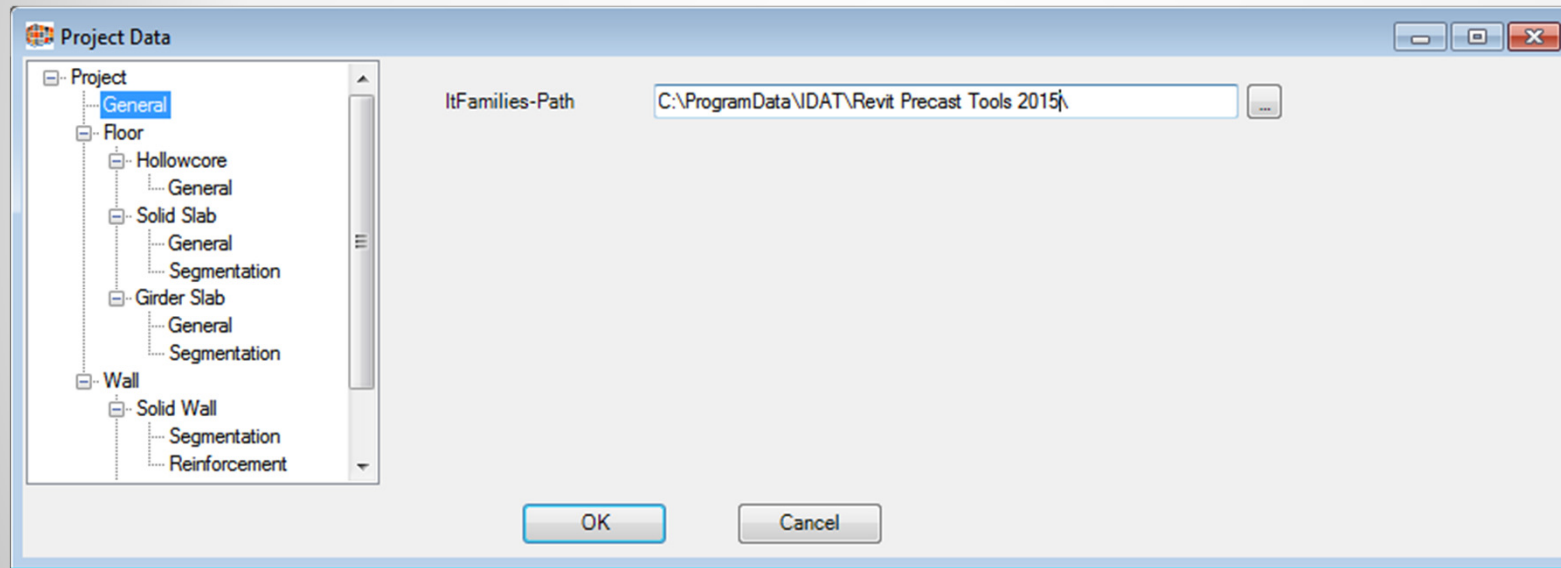 Project Data
Project
General
Floor
Hollowcore
General
Solid Slab
General
Segmentation
Girder Slab
General
Segmentation
Wall
Solid Wall
Segmentation
Reinforcement
ItFamilies-Path
C:\ProgramData\IDAT\Revit Precast Tools 2015\
...
OK
Cancel